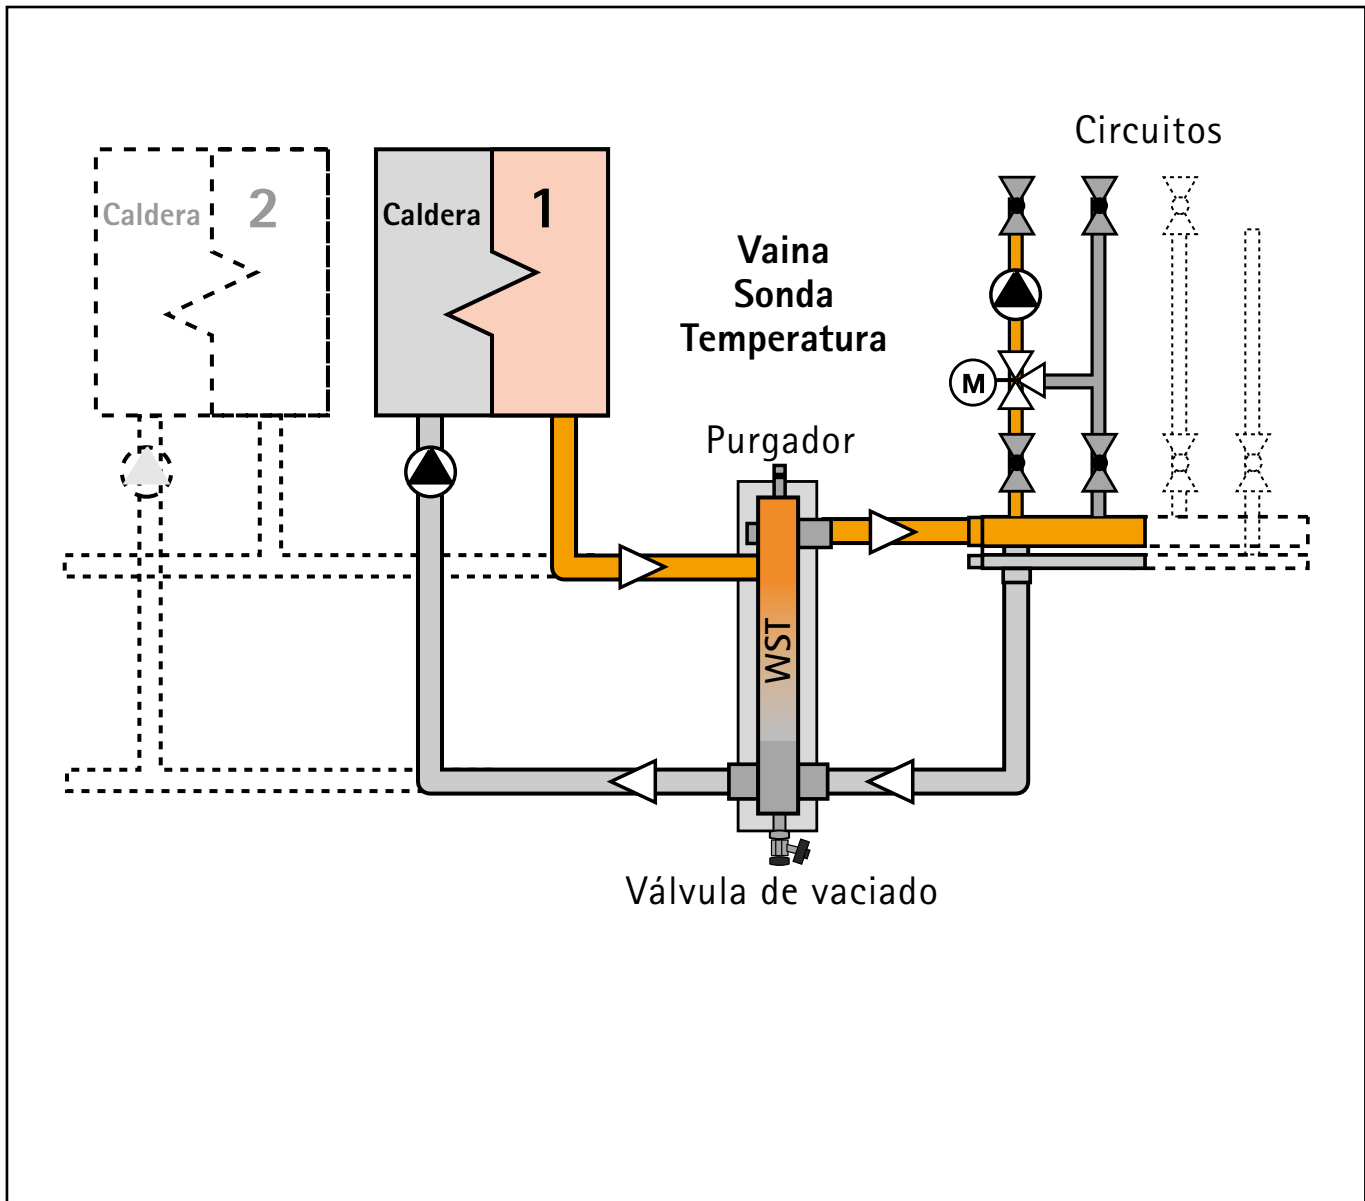 Circuitos
Caldera 2
Caldera 1
Vaina
Sonda
Temperatura
M
Purgador
WST
Válvula de vaciado